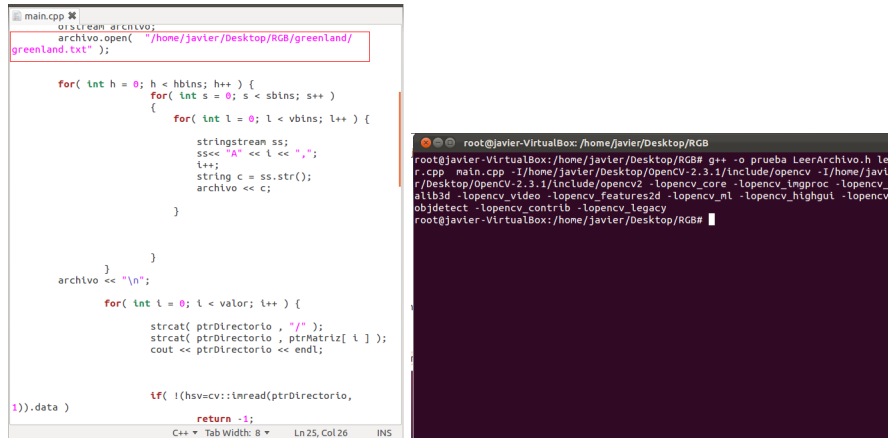 main.cpp ✖
ofstream archivo;
archivo.open( "/home/javier/Desktop/RGB/greenland/
greenland.txt" );
for( int h = 0; h < hbins; h++ ) {
for( int s = 0; s < sbins; s++ )
{
for( int l = 0; l < vbins; l++ ) {
stringstream ss;
ss<< "A" << i << ",";
i++;
string c = ss.str();
archivo << c;
}
}
}
archivo << "\n";
for( int i = 0; i < valor; i++ ) {
strcat( ptrDirectorio , "/" );
strcat( ptrDirectorio , ptrMatriz[ i ] );
cout << ptrDirectorio << endl;
if( !(hsv=cv::imread(ptrDirectorio,
1)).data )
return -1;
C++ ▾ Tab Width: 8 ▾ Ln 25, Col 26 INS
root@javier-VirtualBox: /home/javier/Desktop/RGB
root@javier-VirtualBox:/home/javier/Desktop/RGB# g++ -o prueba LeerArchivo.h le
r.cpp  main.cpp -I/home/javier/Desktop/OpenCV-2.3.1/include/opencv -I/home/javi
r/Desktop/OpenCV-2.3.1/include/opencv2 -lopencv_core -lopencv_imgproc -lopencv_
alib3d -lopencv_video -lopencv_features2d -lopencv_ml -lopencv_highgui -lopencv
objdetect -lopencv_contrib -lopencv_legacy
root@javier-VirtualBox:/home/javier/Desktop/RGB#